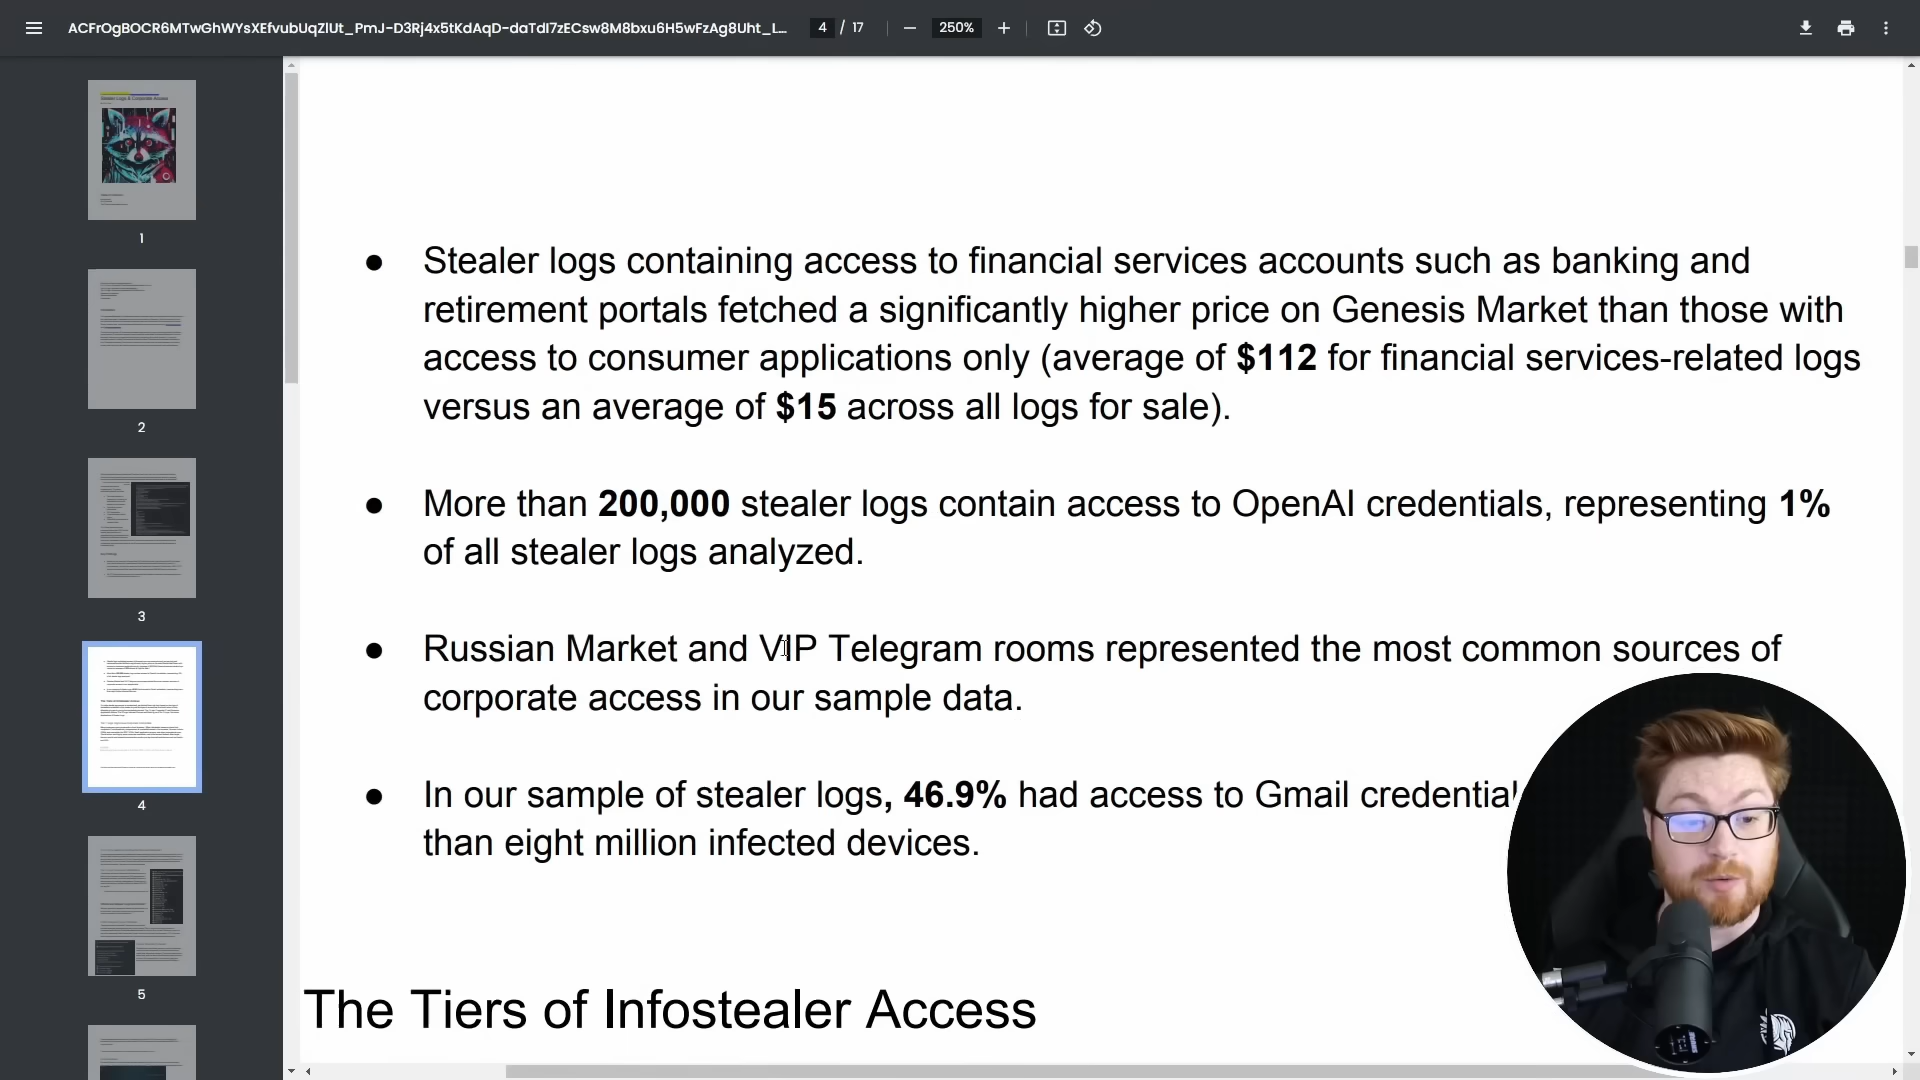 ACFrOgBOCR6MTwGhWYsXEfvubUqZlUt_PmJ-D3Rj4x5tKdAqD-daTdI7zECsw8M8bxu6H5wFzAg8Uht_L...
4 / 17
250%
1
2
3
4
5
● Stealer logs containing access to financial services accounts such as banking and
retirement portals fetched a significantly higher price on Genesis Market than those with
access to consumer applications only (average of $112 for financial services-related logs
versus an average of $15 across all logs for sale).
● More than 200,000 stealer logs contain access to OpenAI credentials, representing 1%
of all stealer logs analyzed.
● Russian Market and VIP Telegram rooms represented the most common sources of
corporate access in our sample data.
● In our sample of stealer logs, 46.9% had access to Gmail credential
than eight million infected devices.
The Tiers of Infostealer Access